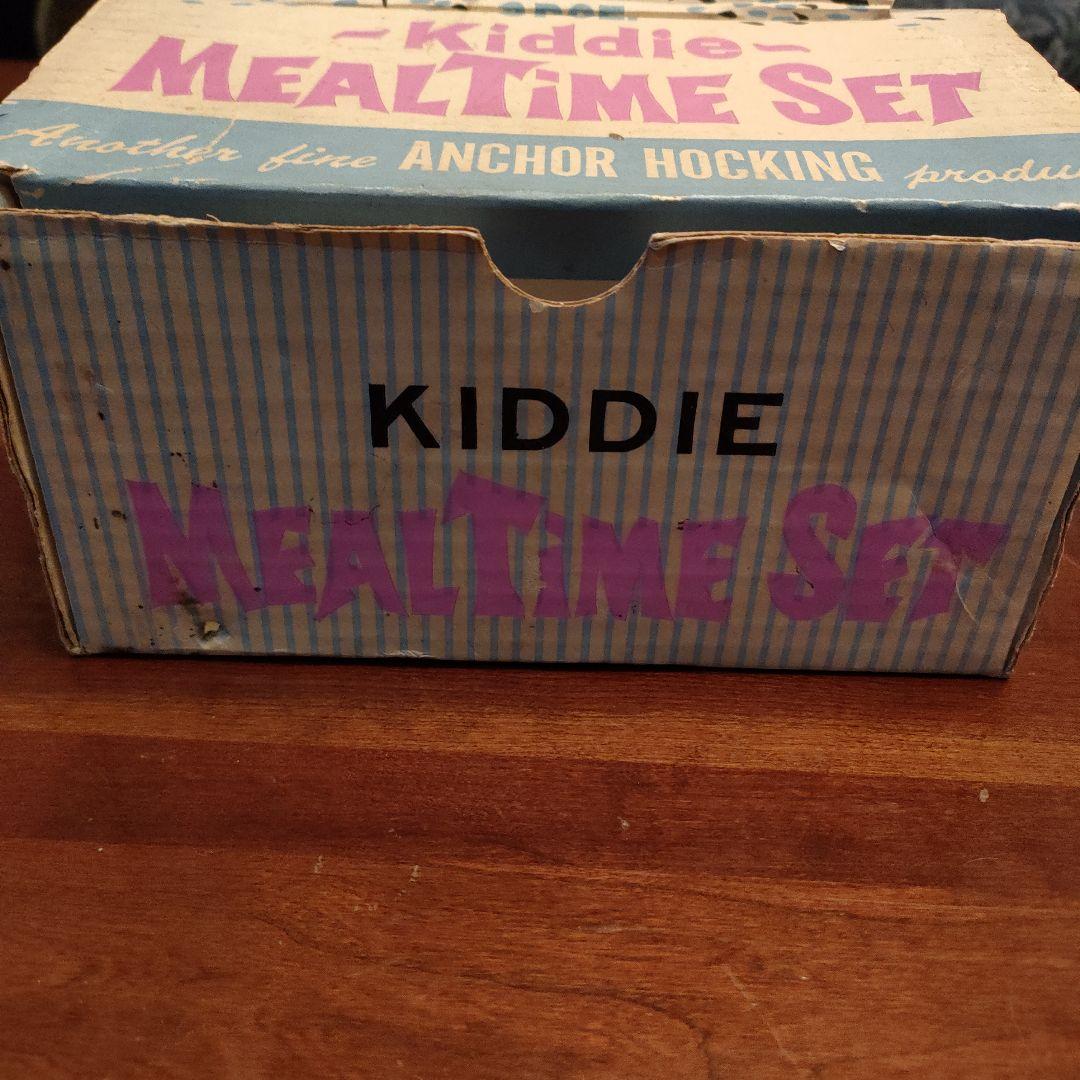 ~Kiddie~
MEALTIME SET
Another fine ANCHOR HOCKING
KIDDIE
MEALTIME SET